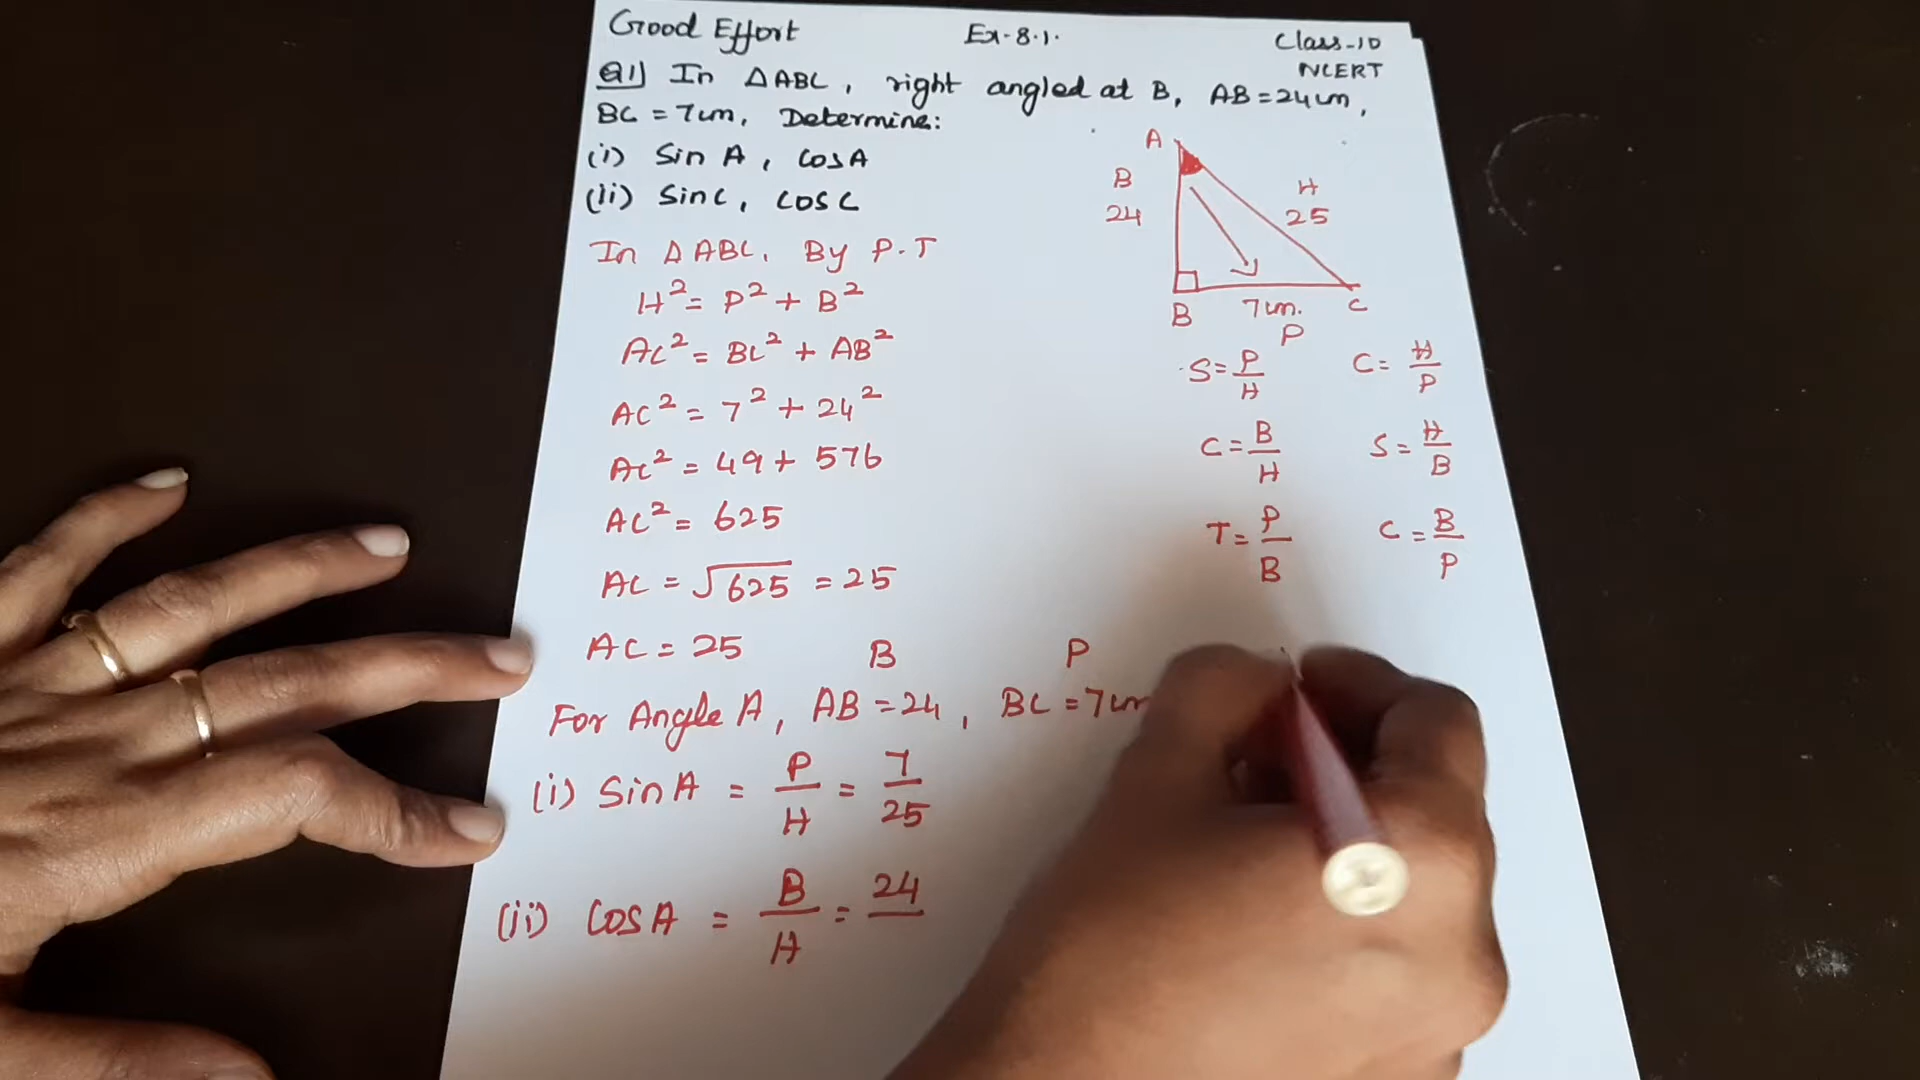 Good Effort Ex-8.1. Class-10
NCERT
Q1) In △ABC, right angled at B, AB=24cm,
BC = 7cm, Determine:
(i) Sin A, Cos A
(ii) Sin C, Cos C
A
B
24
H
25
B 7cm. C
P
In △ABC, By P.T
H² = P² + B²
AC² = BC² + AB²
AC² = 7² + 24²
AC² = 49 + 576
AC² = 625
AC = √625 = 25
AC = 25
S = P/H C = H/P
C = B/H S = H/B
T = P/B C = B/P
B P
For Angle A, AB = 24, BC = 7cm
(i) Sin A = P/H = 7/25
(ii) Cos A = B/H = 24